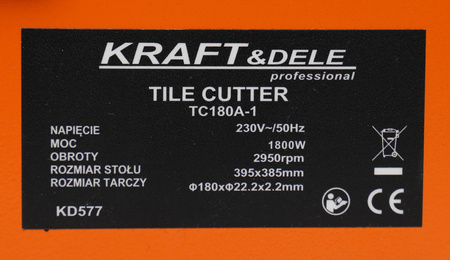 KRAFT&DELE
professional
TILE CUTTER
TC180A-1
NAPIĘCIE 230V~/50Hz
MOC 1800W
OBROTY 2950rpm
ROZMIAR STOŁU 395x385mm
ROZMIAR TARCZY Φ180xΦ22.2x2.2mm
KD577 CE